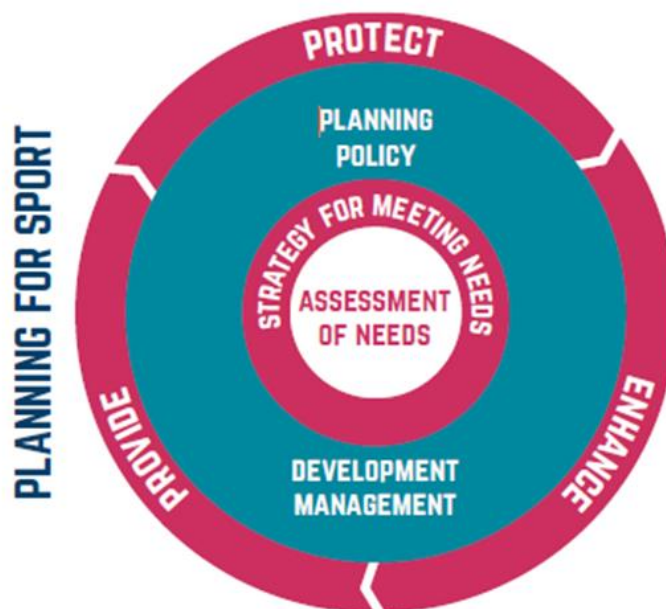 PLANNING FOR SPORT
PROTECT
PLANNING
POLICY
STRATEGY FOR MEETING NEEDS
ASSESSMENT
OF NEEDS
PROVIDE
ENHANCE
DEVELOPMENT
MANAGEMENT